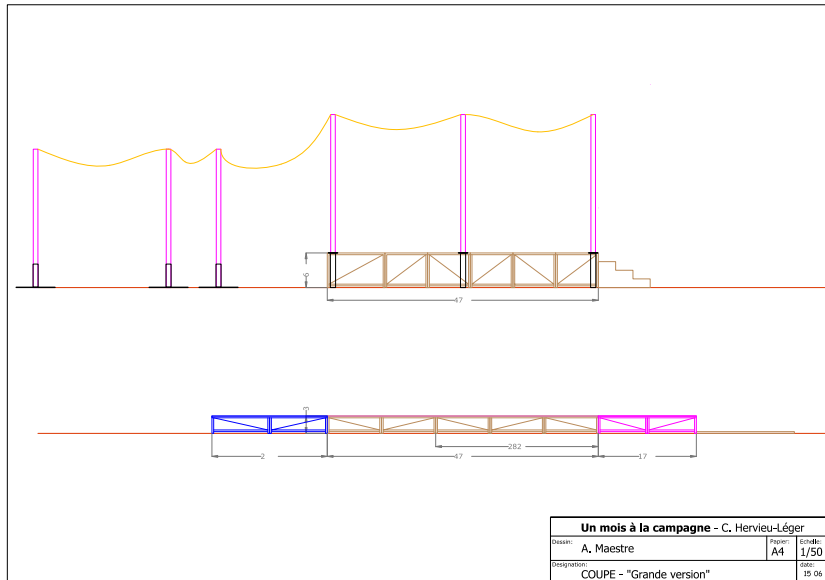 6
47
3
282
2
47
17
Un mois à la campagne - C. Hervieu-Léger
Dessin:
A. Maestre
Papier:
A4
Echelle:
1/50
Designation:
COUPE - "Grande version"
date:
15 06